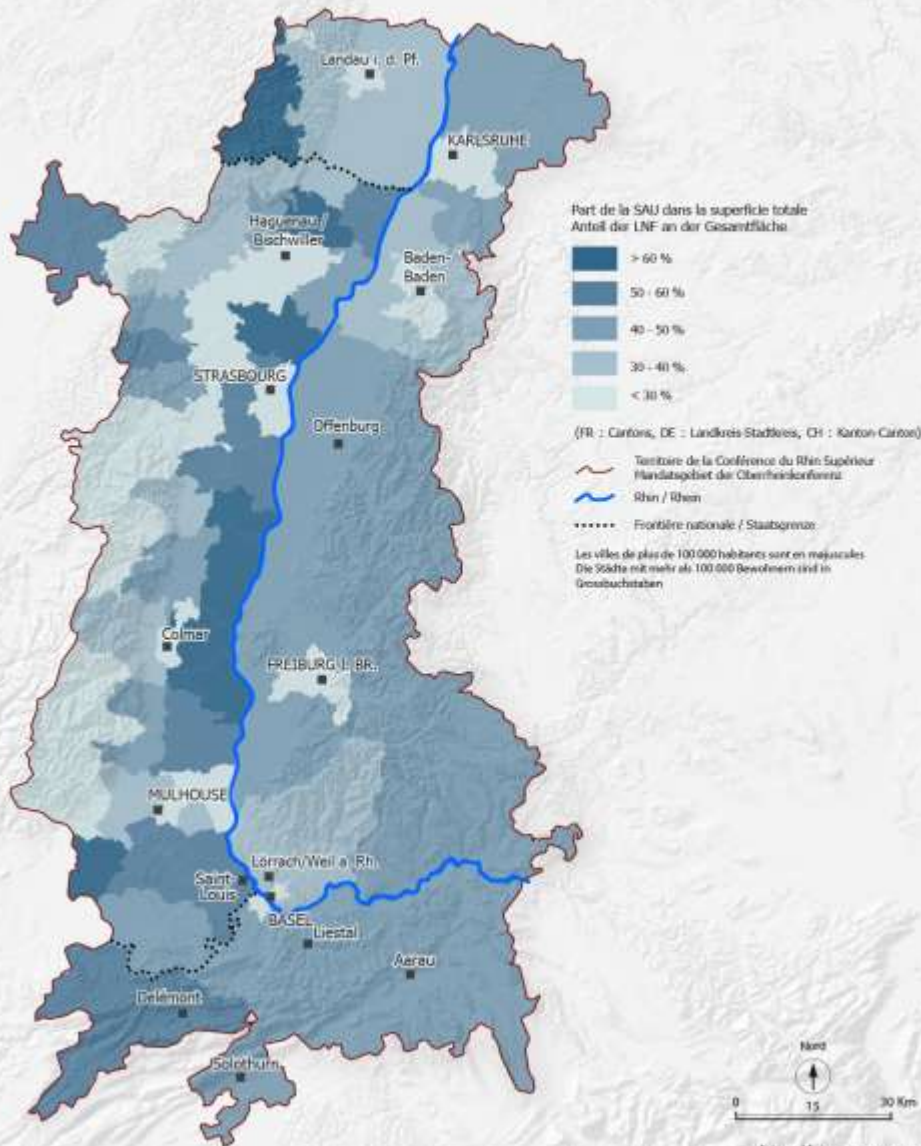 Landau i. d. Pf.
KARLSRUHE
Haguenau/
Bischwiller
Baden-
Baden
STRASBOURG
Offenburg
Colmar
FREIBURG I. BR.
MULHOUSE
Lörrach/Weil a. Rh.
Saint-
Louis
BASEL
Liestal
Aarau
Delémont
Solothurn
Part de la SAU dans la superficie totale
Anteil der LNF an der Gesamtfläche
> 60 %
50 - 60 %
40 - 50 %
30 - 40 %
< 30 %
(FR : Cantons, DE : Landkreis-Stadtkreis, CH : Kanton-Canton)
Territoire de la Conférence du Rhin Supérieur
Mandatsgebiet der Oberrheinkonferenz
Rhin / Rhein
Frontière nationale / Staatsgrenze
Les villes de plus de 100 000 habitants sont en majuscules
Die Städte mit mehr als 100 000 Bewohnern sind in
Grossbuchstaben
Nord
0 15 30 Km